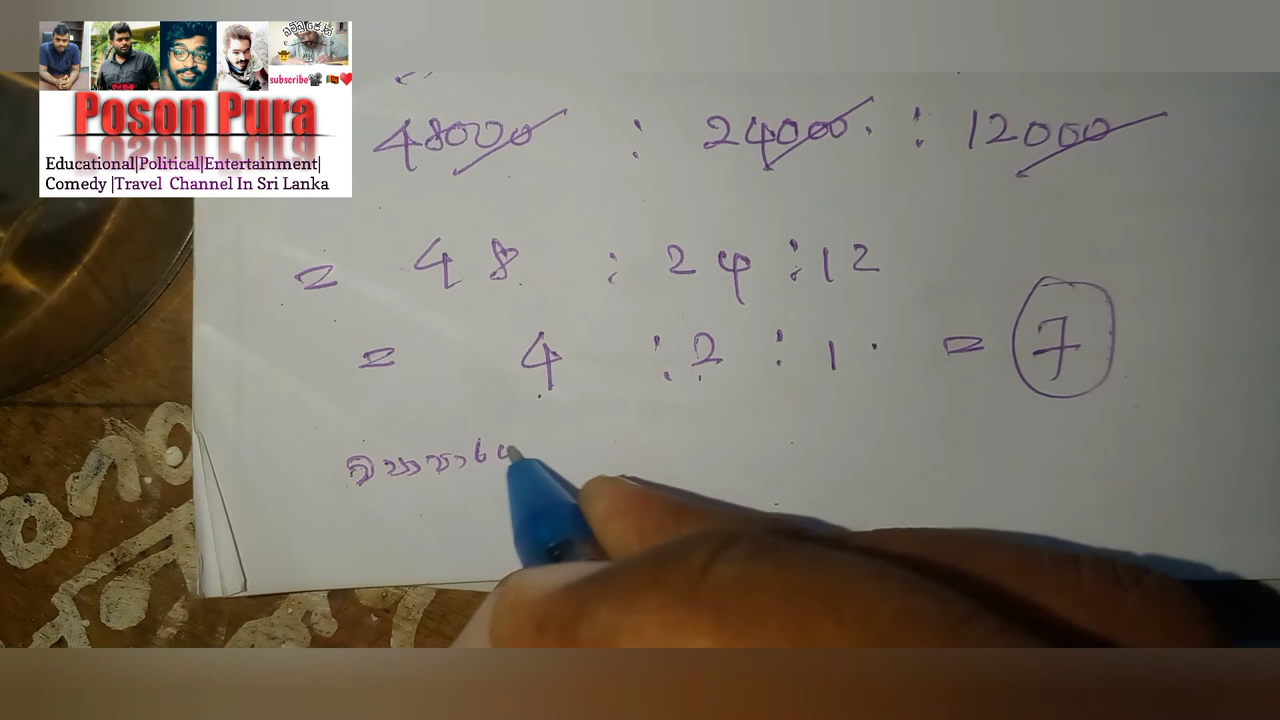 subscribe
Poson Pura
Educational|Political|Entertainment|
Comedy |Travel Channel In Sri Lanka
48000 : 24000 : 12000
= 48 : 24 : 12
= 4 : 2 : 1 = 7